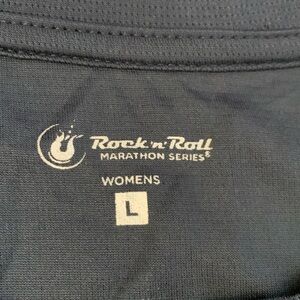 Rock 'n' Roll
MARATHON SERIES®
WOMENS
L